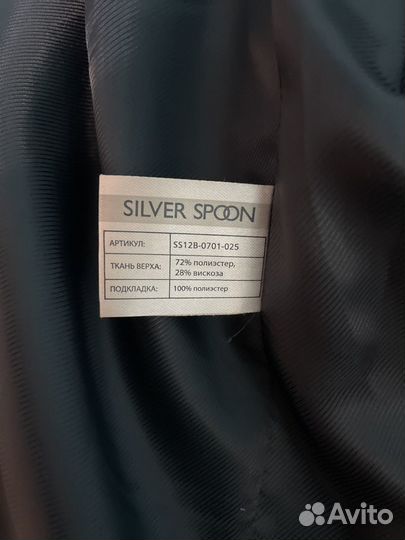 SILVER SPOON
АРТИКУЛ: SS12B-0701-025
ТКАНЬ ВЕРХА: 72% полиэстер,
28% вискоза
ПОДКЛАДКА: 100% полиэстер
Avito